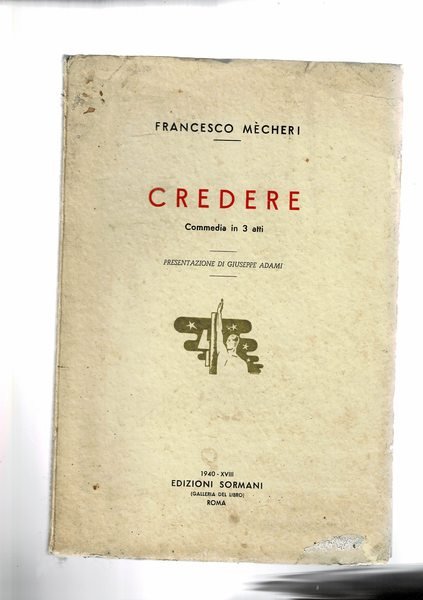 FRANCESCO MÈCHERI
CREDERE
Commedia in 3 atti
PRESENTAZIONE DI GIUSEPPE ADAMI
1940 - XVIII
EDIZIONI SORMANI
(GALLERIA DEL LIBRO)
ROMA